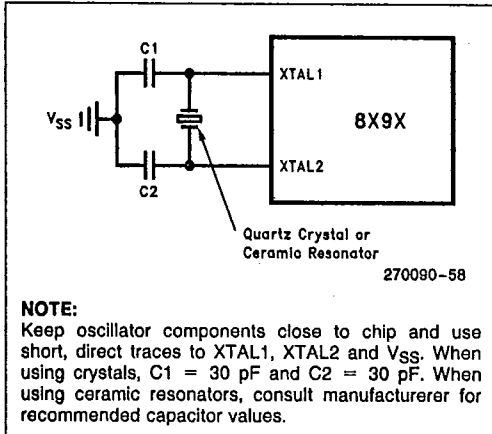 C1
XTAL1
VSS
8X9X
XTAL2
C2
Quartz Crystal or
Ceramic Resonator
270090-58
NOTE:
Keep oscillator components close to chip and use
short, direct traces to XTAL1, XTAL2 and VSS. When
using crystals, C1 = 30 pF and C2 = 30 pF. When
using ceramic resonators, consult manufacturerer for
recommended capacitor values.